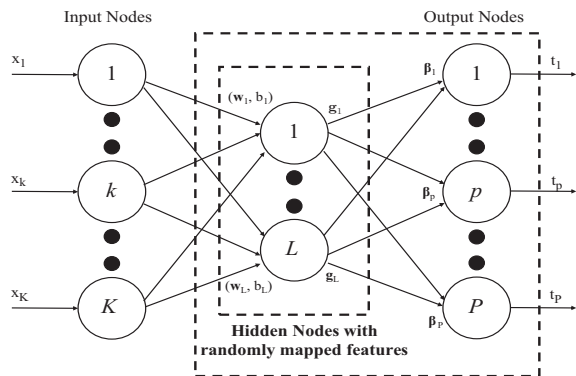 Input Nodes
Output Nodes
x1
1
(w1, b1)
g1
β1
1
t1
1
xk
k
βp
p
tp
L
xK
K
(wL, bL)
gL
βP
P
tP
Hidden Nodes with
randomly mapped features